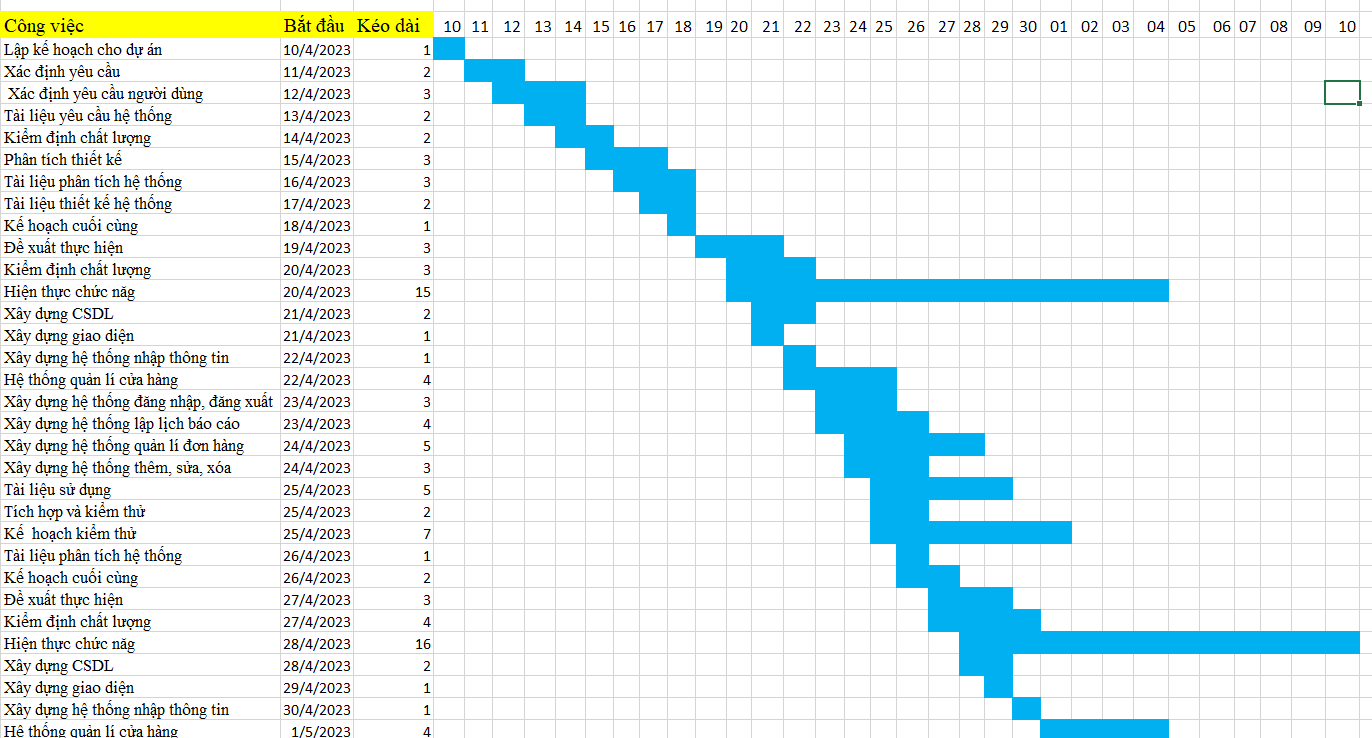 Công việc Bắt đầu Kéo dài 10 11 12 13 14 15 16 17 18 19 20 21 22 23 24 25 26 27 28 29 30 01 02 03 04 05 06 07 08 09 10
Lập kế hoạch cho dự án 10/4/2023 1
Xác định yêu cầu 11/4/2023 2
Xác định yêu cầu người dùng 12/4/2023 3
Tài liệu yêu cầu hệ thống 13/4/2023 2
Kiểm định chất lượng 14/4/2023 2
Phân tích thiết kế 15/4/2023 3
Tài liệu phân tích hệ thống 16/4/2023 3
Tài liệu thiết kế hệ thống 17/4/2023 2
Kế hoạch cuối cùng 18/4/2023 1
Đề xuất thực hiện 19/4/2023 3
Kiểm định chất lượng 20/4/2023 3
Hiện thực chức năg 20/4/2023 15
Xây dựng CSDL 21/4/2023 2
Xây dựng giao diện 21/4/2023 1
Xây dựng hệ thống nhập thông tin 22/4/2023 1
Hệ thống quản lí cửa hàng 22/4/2023 4
Xây dựng hệ thống đăng nhập, đăng xuất 23/4/2023 3
Xây dựng hệ thống lập lịch báo cáo 23/4/2023 4
Xây dựng hệ thống quản lí đơn hàng 24/4/2023 5
Xây dựng hệ thống thêm, sửa, xóa 24/4/2023 3
Tài liệu sử dụng 25/4/2023 5
Tích hợp và kiểm thử 25/4/2023 2
Kế  hoạch kiểm thử 25/4/2023 7
Tài liệu phân tích hệ thống 26/4/2023 1
Kế hoạch cuối cùng 26/4/2023 2
Đề xuất thực hiện 27/4/2023 3
Kiểm định chất lượng 27/4/2023 4
Hiện thực chức năg 28/4/2023 16
Xây dựng CSDL 28/4/2023 2
Xây dựng giao diện 29/4/2023 1
Xây dựng hệ thống nhập thông tin 30/4/2023 1
Hệ thống quản lí cửa hàng 1/5/2023 4